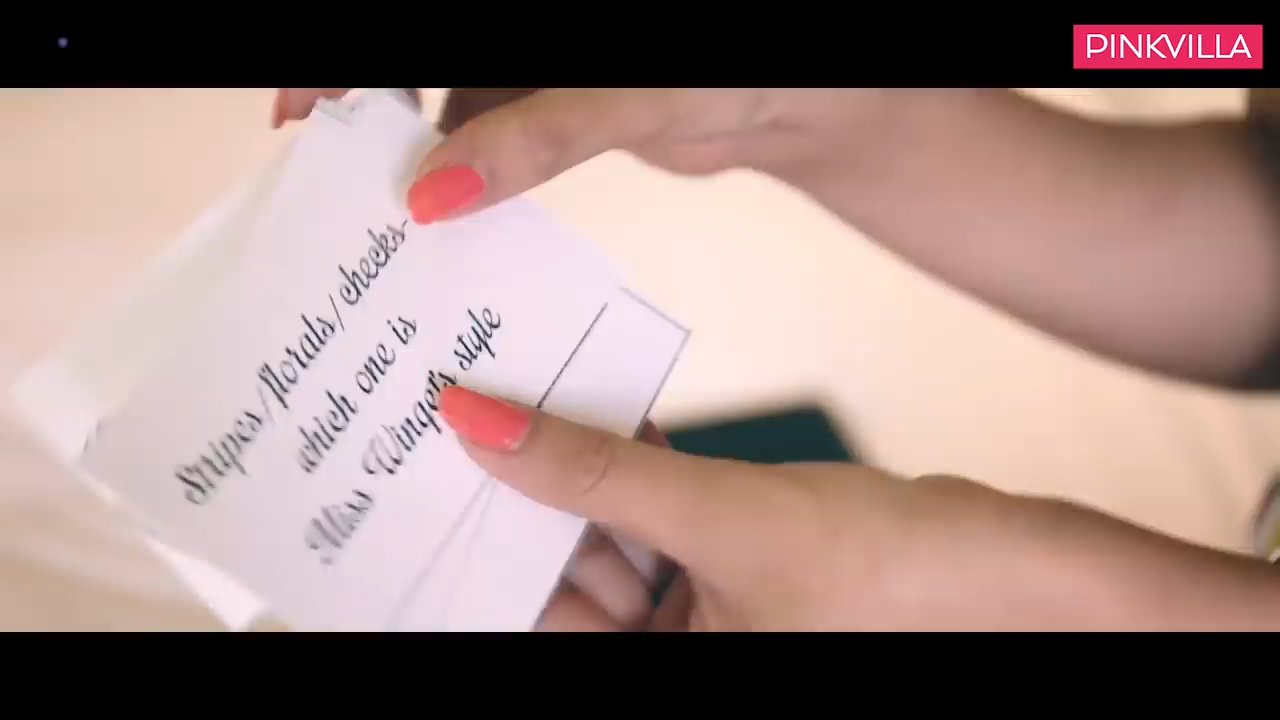 PINKVILLA
Stripes/florals/checks-
which one is
Miss Winget's style